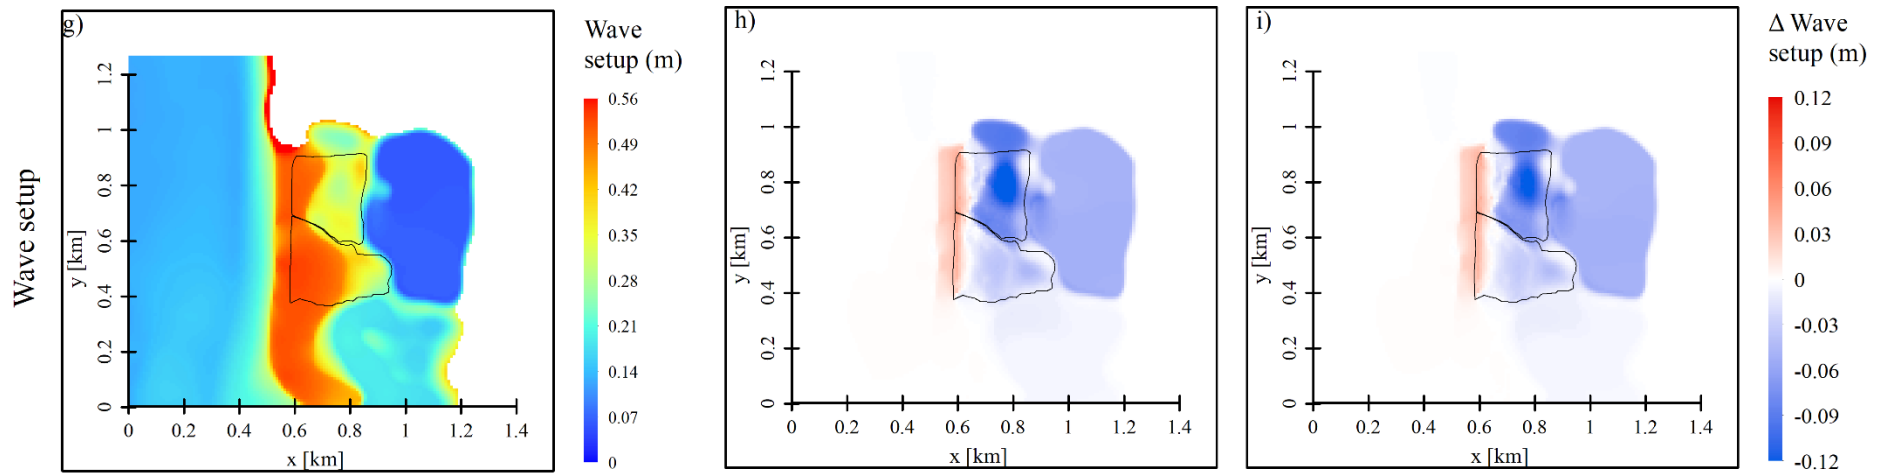 Wave setup
g)
y [km]
1.2
1
0.8
0.6
0.4
0.2
0
0 0.2 0.4 0.6 0.8 1 1.2 1.4
x [km]
Wave
setup (m)
0.56
0.49
0.42
0.35
0.28
0.21
0.14
0.07
0
h)
y [km]
1.2
1
0.8
0.6
0.4
0.2
0
0 0.2 0.4 0.6 0.8 1 1.2 1.4
x [km]
i)
y [km]
1.2
1
0.8
0.6
0.4
0.2
0
0 0.2 0.4 0.6 0.8 1 1.2 1.4
x [km]
Δ Wave
setup (m)
0.12
0.09
0.06
0.03
0
-0.03
-0.06
-0.09
-0.12